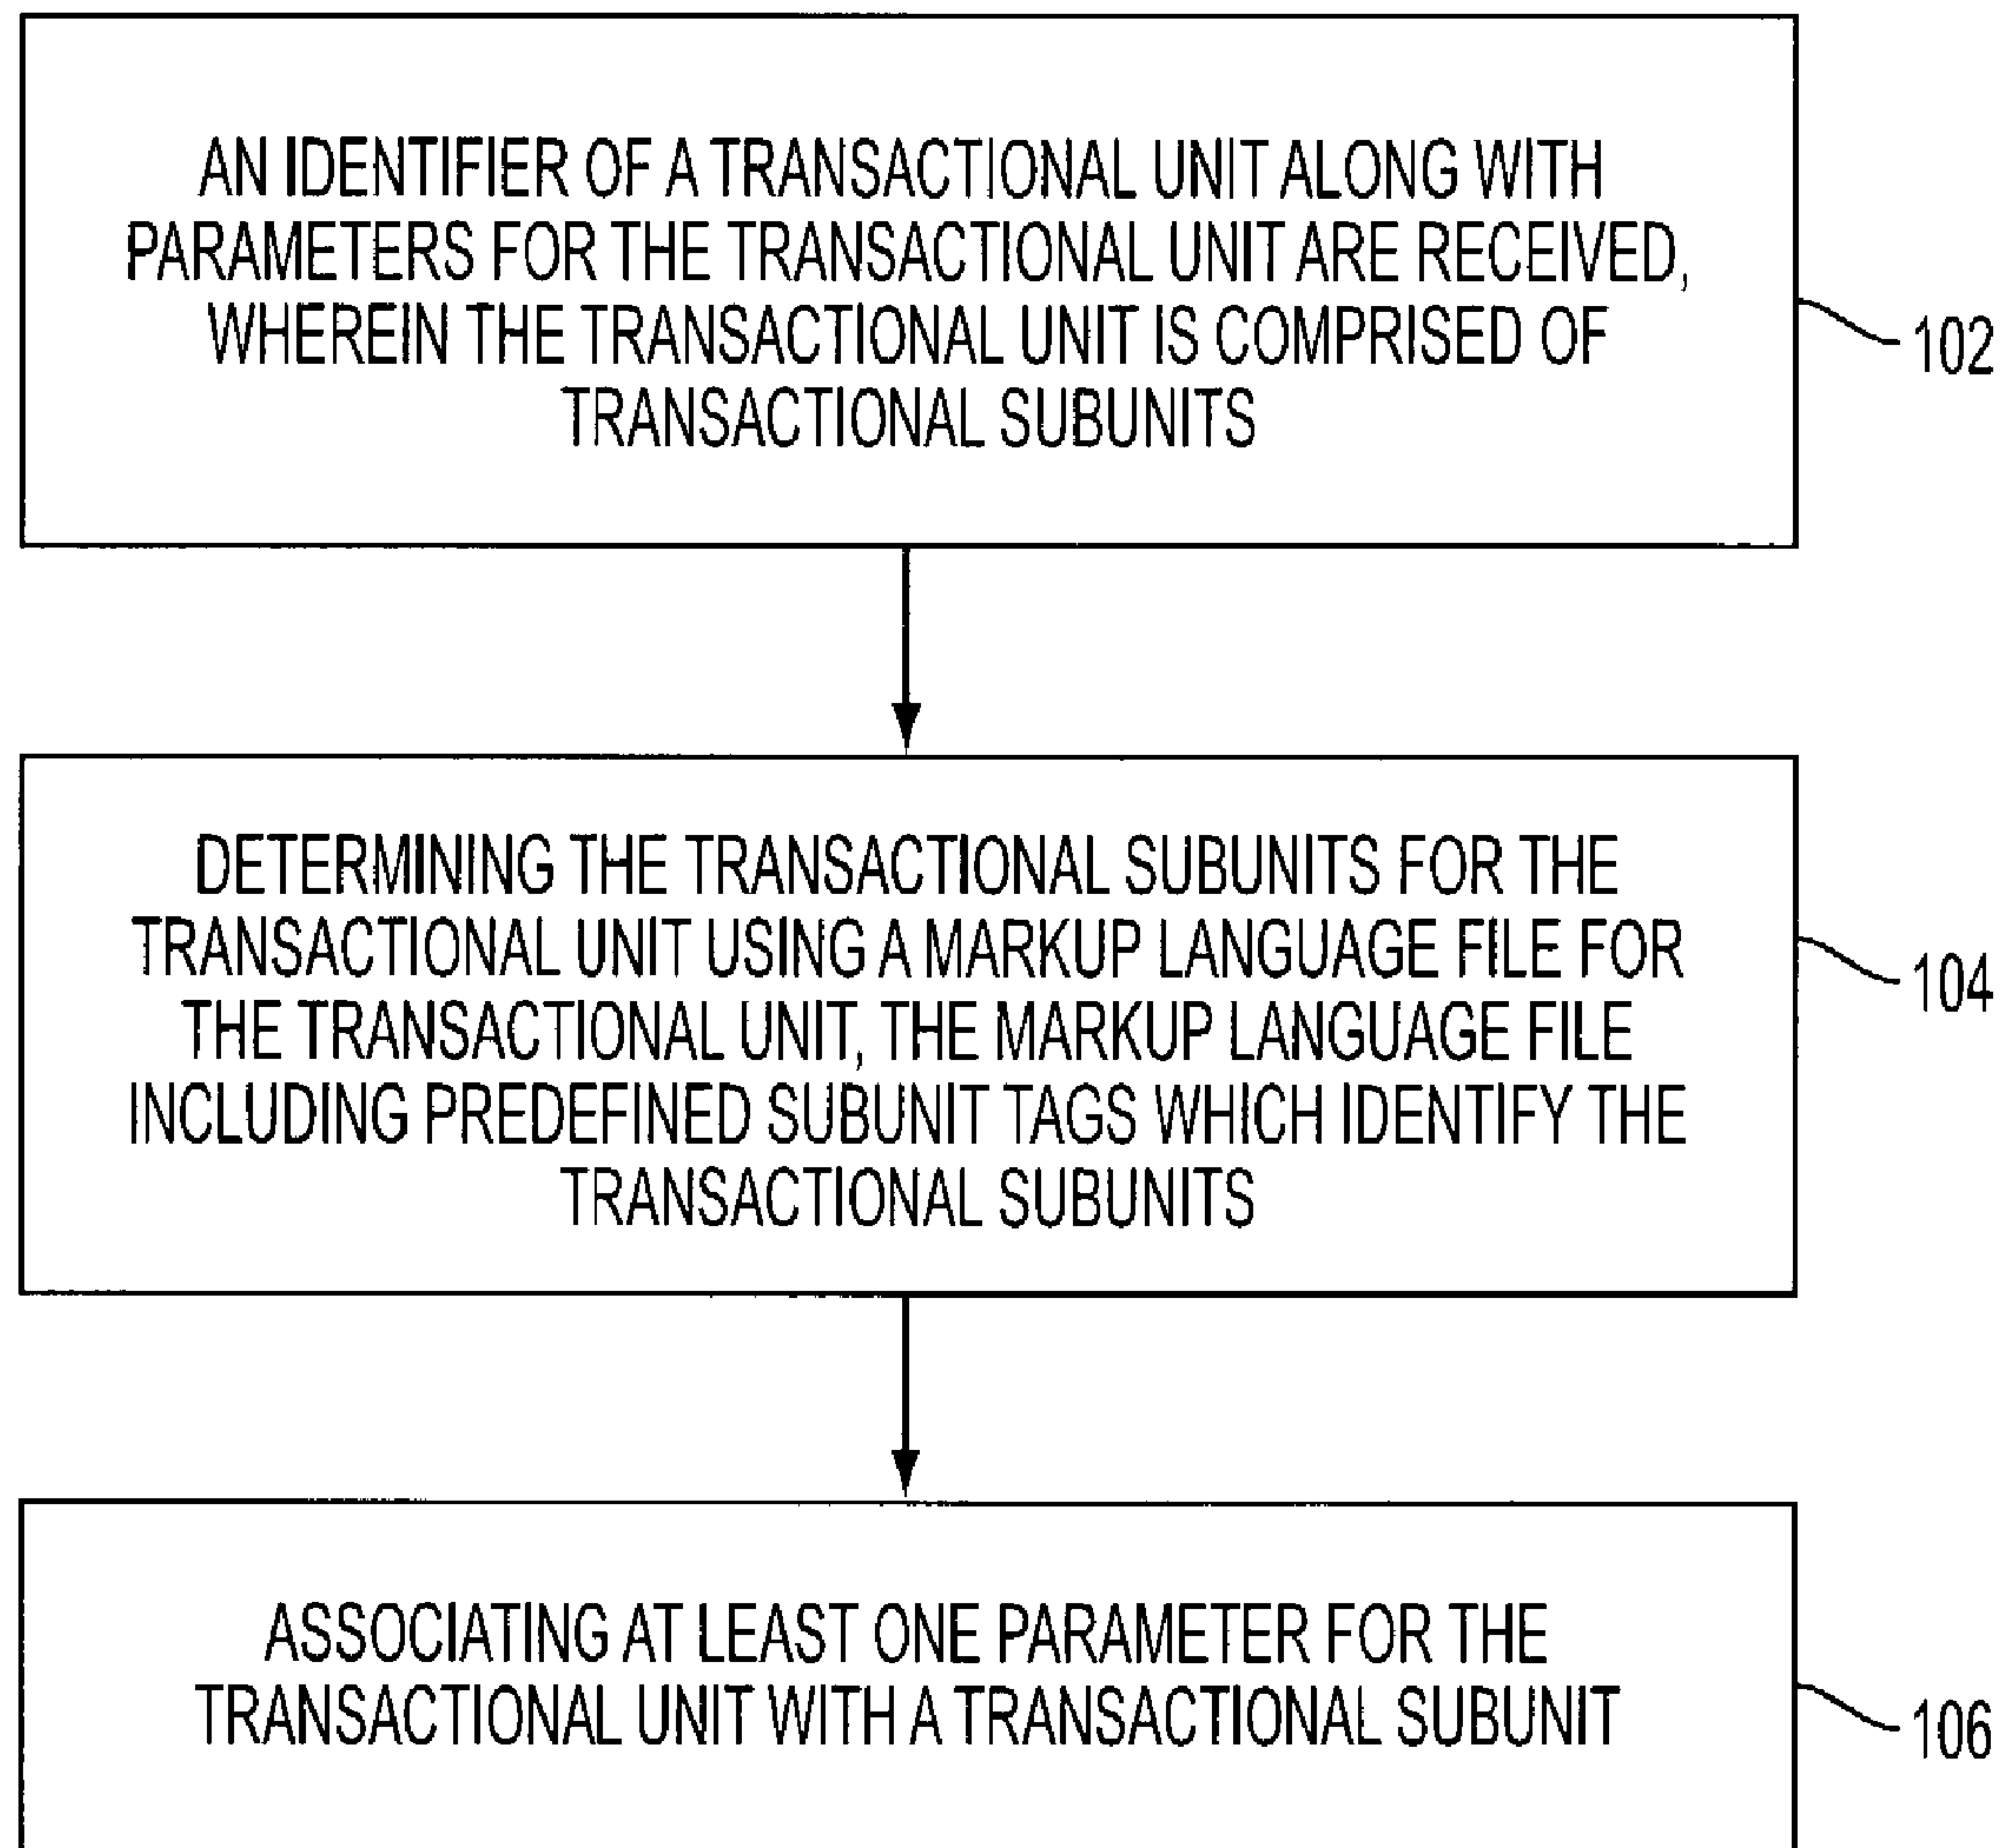 AN IDENTIFIER OF A TRANSACTIONAL UNIT ALONG WITH
PARAMETERS FOR THE TRANSACTIONAL UNIT ARE RECEIVED,
WHEREIN THE TRANSACTIONAL UNIT IS COMPRISED OF
TRANSACTIONAL SUBUNITS
102
DETERMINING THE TRANSACTIONAL SUBUNITS FOR THE
TRANSACTIONAL UNIT USING A MARKUP LANGUAGE FILE FOR
THE TRANSACTIONAL UNIT, THE MARKUP LANGUAGE FILE
INCLUDING PREDEFINED SUBUNIT TAGS WHICH IDENTIFY THE
TRANSACTIONAL SUBUNITS
104
ASSOCIATING AT LEAST ONE PARAMETER FOR THE
TRANSACTIONAL UNIT WITH A TRANSACTIONAL SUBUNIT
106